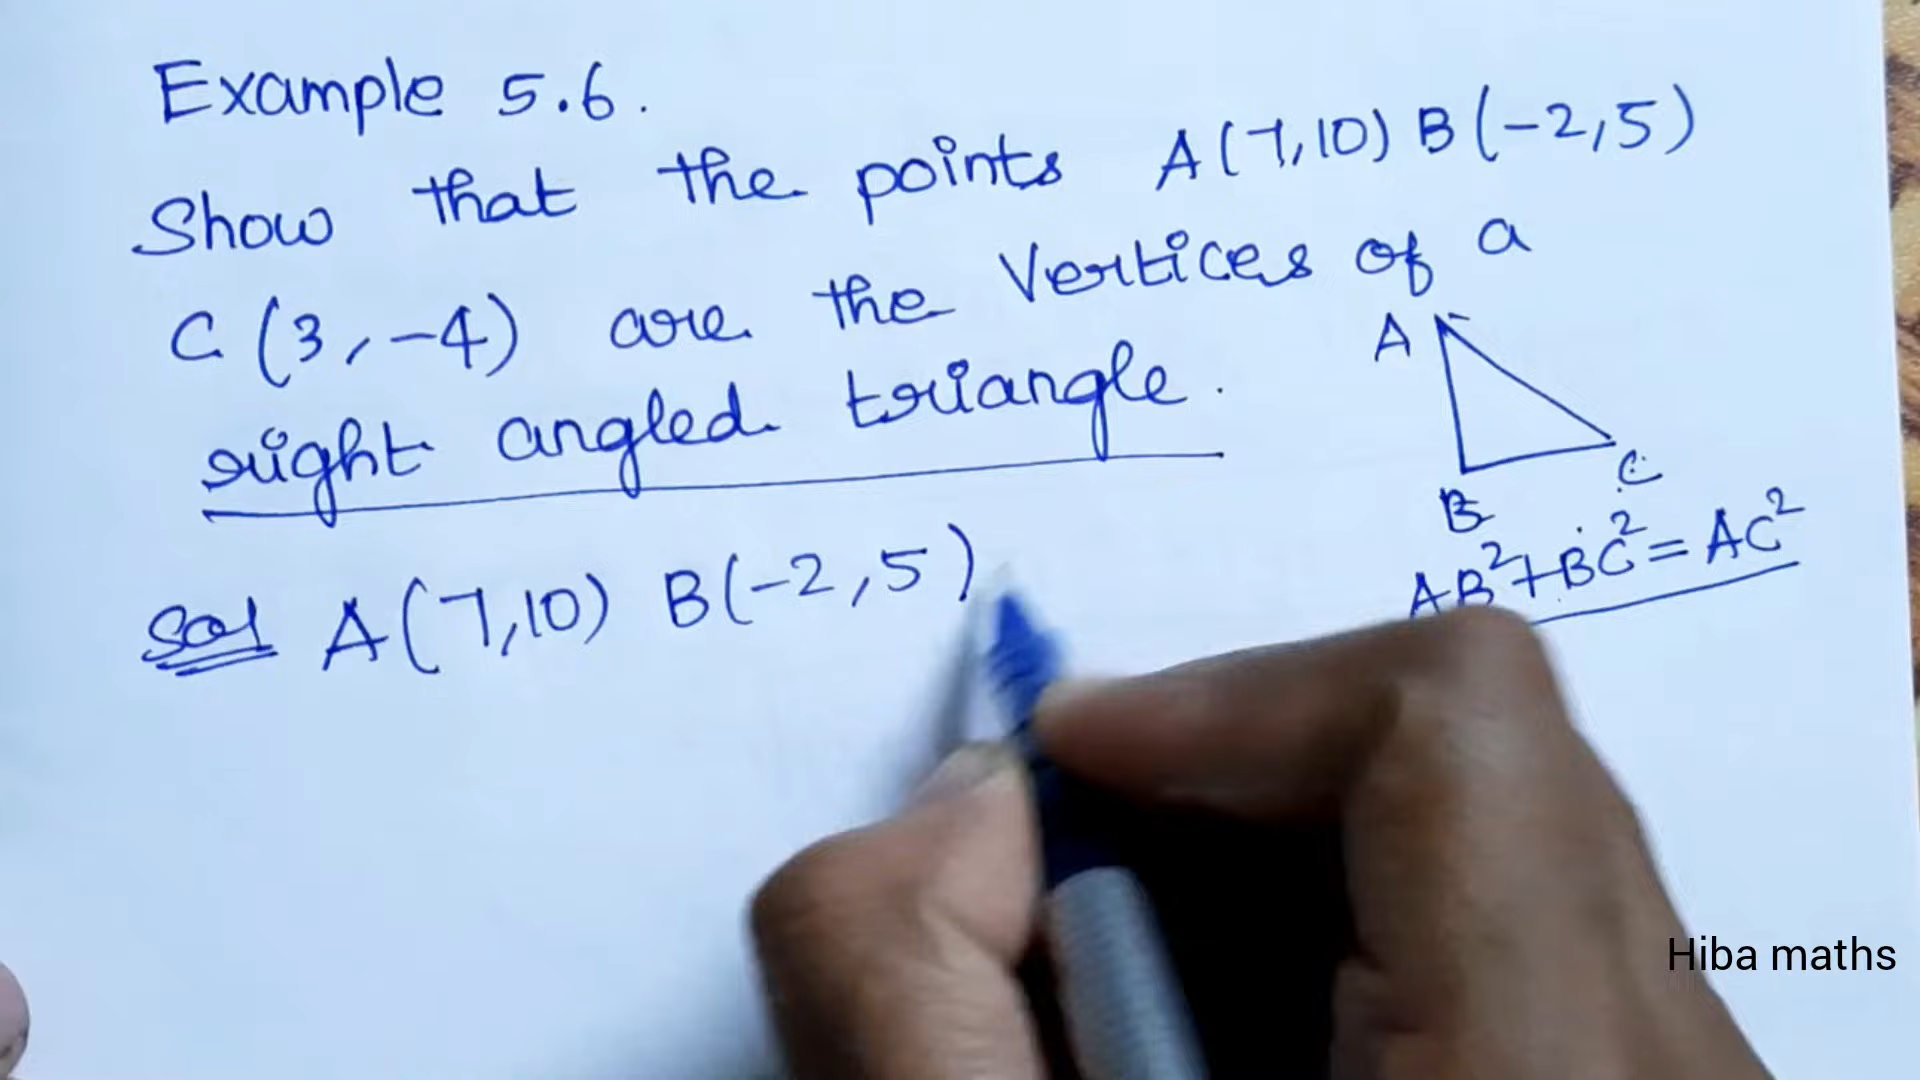 Example 5.6.
Show that the points A(7,10) B(-2,5)
C(3,-4) are the Vertices of a
right angled triangle.
A
B
C
AB²+BC²=AC²
Sol A(7,10) B(-2,5)
Hiba maths